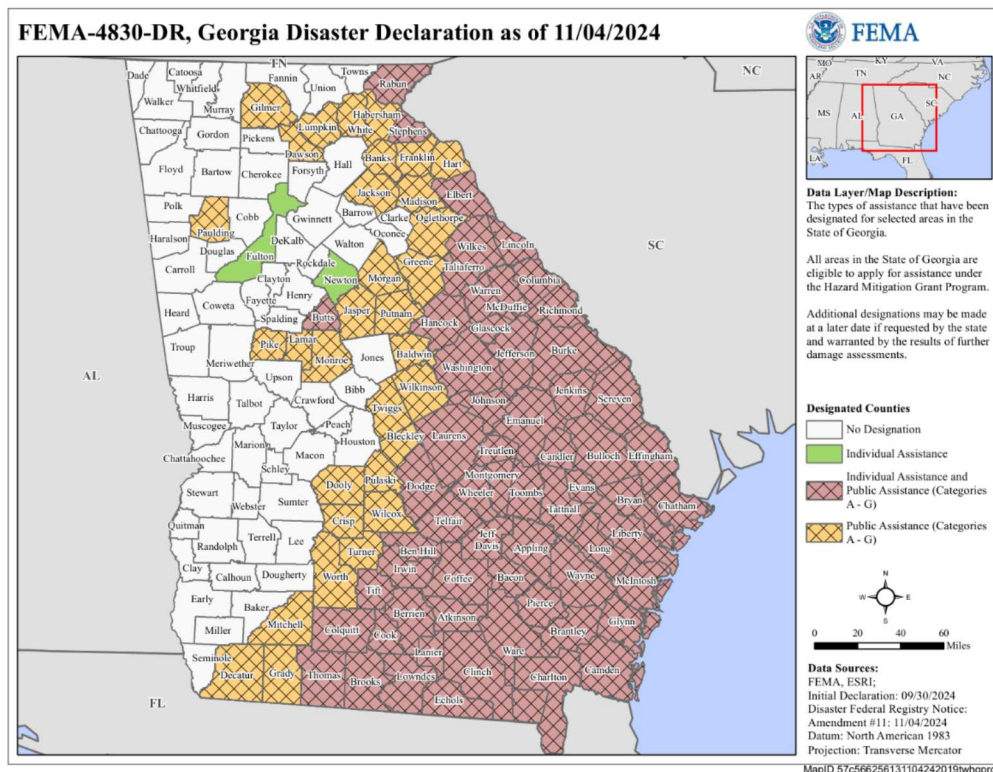 FEMA-4830-DR, Georgia Disaster Declaration as of 11/04/2024
FEMA
TN
NC
Dade
Catoosa
Whitfield
Fannin
Towns
Union
Rabun
Walker
Murray
Gilmer
Lumpkin
Habersham
White
Stephens
Chattooga
Gordon
Pickens
Dawson
Hall
Banks
Franklin
Hart
Floyd
Bartow
Cherokee
Forsyth
Jackson
Madison
Elbert
Polk
Paulding
Cobb
Gwinnett
Barrow
Clarke
Oconee
Oglethorpe
Haralson
Douglas
Fulton
DeKalb
Walton
Wilkes
Lincoln
SC
Carroll
Clayton
Rockdale
Newton
Morgan
Greene
Taliaferro
Columbia
Heard
Coweta
Fayette
Henry
Spalding
Butts
Jasper
Putnam
Hancock
Warren
McDuffie
Richmond
Glascock
Troup
Meriwether
Pike
Lamar
Monroe
Jones
Baldwin
Washington
Jefferson
Burke
AL
Harris
Talbot
Upson
Crawford
Bibb
Wilkinson
Twiggs
Johnson
Jenkins
Screven
Muscogee
Taylor
Peach
Houston
Bleckley
Laurens
Emanuel
Chattahoochee
Marion
Schley
Macon
Treutlen
Candler
Bulloch
Effingham
Stewart
Webster
Sumter
Dooly
Pulaski
Dodge
Montgomery
Wheeler
Toombs
Evans
Tattnall
Bryan
Chatham
Quitman
Randolph
Terrell
Lee
Crisp
Wilcox
Telfair
Jeff
Davis
Appling
Long
Liberty
Clay
Calhoun
Dougherty
Worth
Turner
Ben Hill
Irwin
Tift
Coffee
Bacon
Wayne
McIntosh
Early
Baker
Mitchell
Berrien
Atkinson
Pierce
Glynn
Miller
Colquitt
Cook
Lanier
Ware
Brantley
Seminole
Decatur
Grady
Thomas
Brooks
Lowndes
Clinch
Echols
Charlton
Camden
FL
MO
KY
VA
AR
TN
NC
MS
AL
GA
SC
LA
FL
Data Layer/Map Description:
The types of assistance that have been
designated for selected areas in the
State of Georgia.
All areas in the State of Georgia are
eligible to apply for assistance under
the Hazard Mitigation Grant Program.
Additional designations may be made
at a later date if requested by the state
and warranted by the results of further
damage assessments.
Designated Counties
No Designation
Individual Assistance
Individual Assistance and
Public Assistance (Categories
A - G)
Public Assistance (Categories
A - G)
N
W
E
S
0 20 40 60
Miles
Data Sources:
FEMA, ESRI;
Initial Declaration: 09/30/2024
Disaster Federal Registry Notice:
Amendment #11: 11/04/2024
Datum: North American 1983
Projection: Transverse Mercator